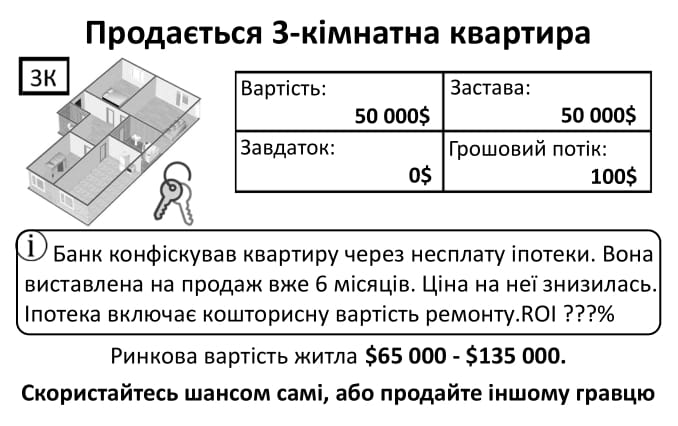 Продається 3-кімнатна квартира
3К
Вартість:
50 000$
Застава:
50 000$
Завдаток:
0$
Грошовий потік:
100$
i Банк конфіскував квартиру через несплату іпотеки. Вона
виставлена на продаж вже 6 місяців. Ціна на неї знизилась.
Іпотека включає кошторисну вартість ремонту.ROI ???%
Ринкова вартість житла $65 000 - $135 000.
Скористайтесь шансом самі, або продайте іншому гравцю